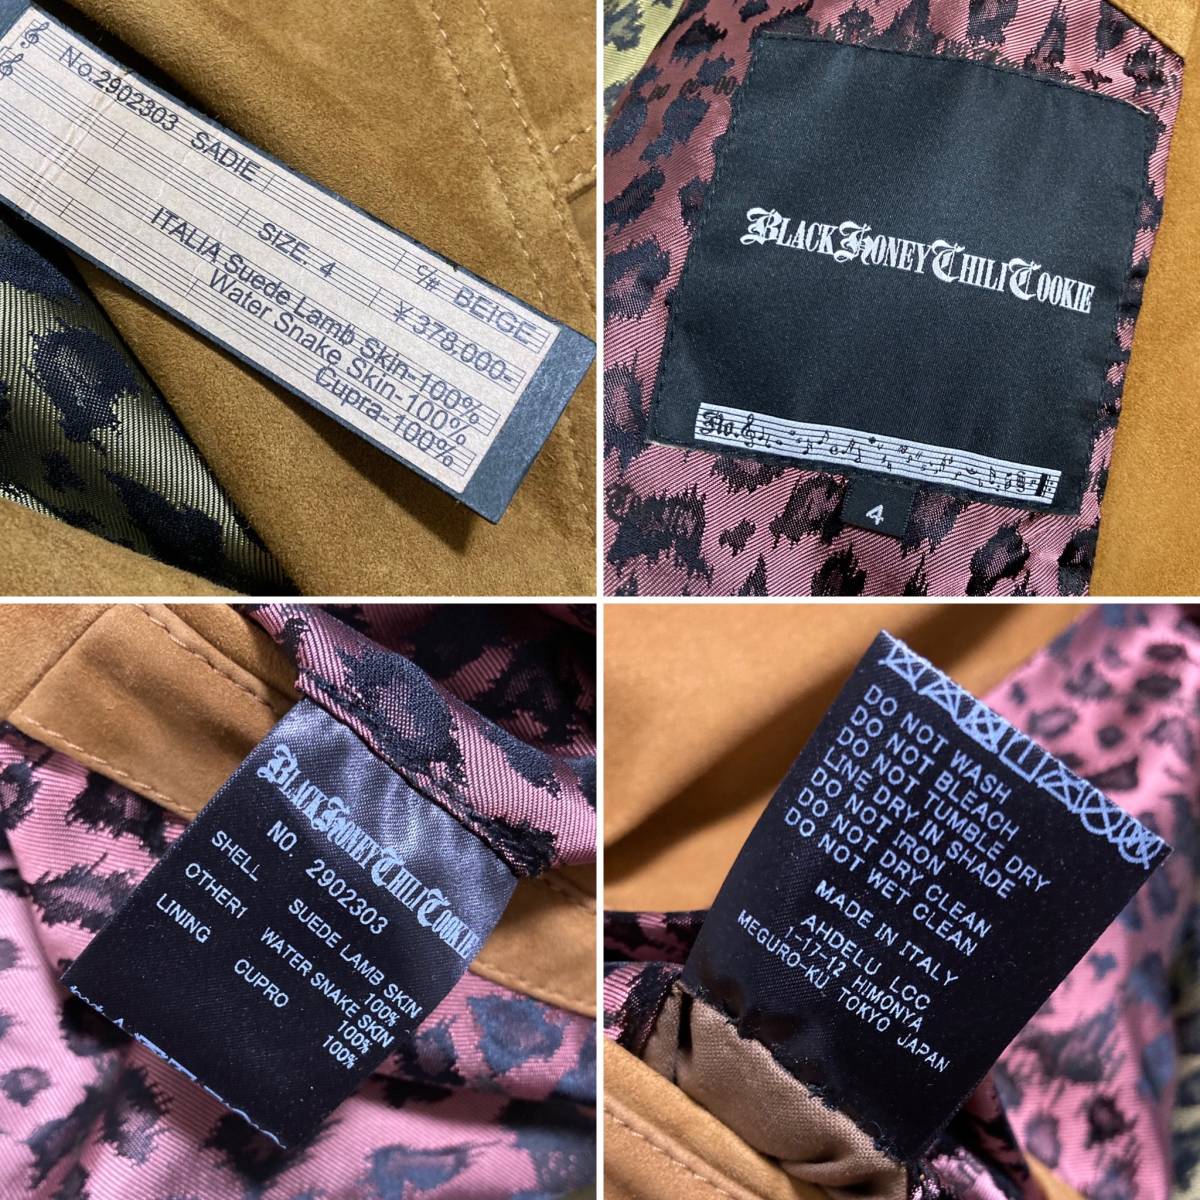 No.2902303 SADIE
SIZE. 4 c/# BEIGE
¥378,000-
ITALIA Suede Lamb Skin-100%
Water Snake Skin-100%
Cupra-100%
BLACK HONEY CHILI COOKIE
No.
4
BLACK HONEY CHILI COOKIE
NO. 2902303
SHELL SUEDE LAMB SKIN 100%
OTHER1 WATER SNAKE SKIN 100%
LINING CUPRO 100%
DO NOT WASH
DO NOT BLEACH
DO NOT TUMBLE DRY
LINE DRY IN SHADE
DO NOT IRON
DO NOT DRY CLEAN
DO NOT WET CLEAN
MADE IN ITALY
AHDELU LCC
1-17-12 HIMONYA
MEGURO-KU TOKYO JAPAN